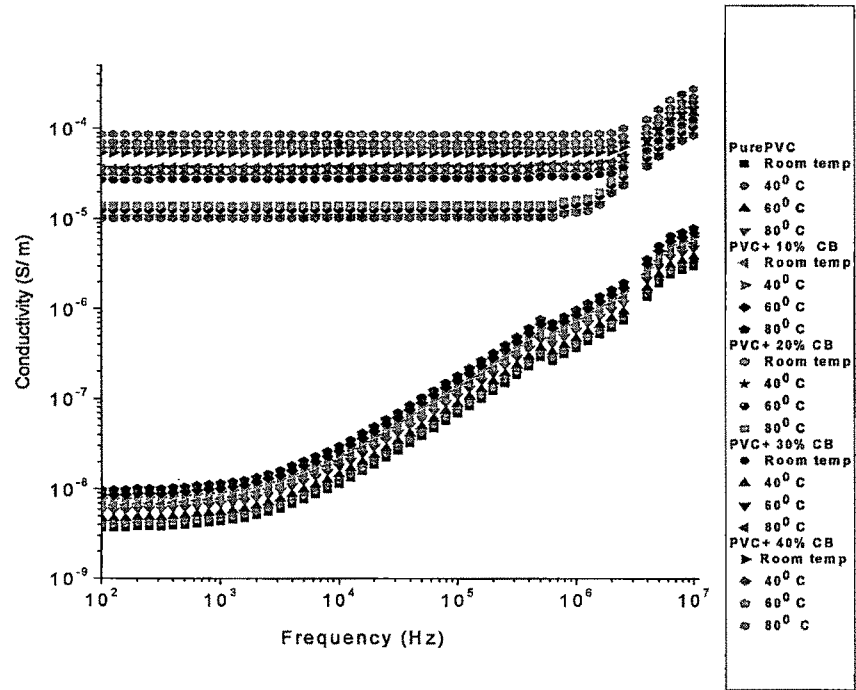 Conductivity (S/m)
10⁻⁴
10⁻⁵
10⁻⁶
10⁻⁷
10⁻⁸
10⁻⁹
10² 10³ 10⁴ 10⁵ 10⁶ 10⁷
Frequency (Hz)
PurePVC
Room temp
40⁰ C
60⁰ C
80⁰ C
PVC+ 10% CB
Room temp
40⁰ C
60⁰ C
80⁰ C
PVC+ 20% CB
Room temp
40⁰ C
60⁰ C
80⁰ C
PVC+ 30% CB
Room temp
40⁰ C
60⁰ C
80⁰ C
PVC+ 40% CB
Room temp
40⁰ C
60⁰ C
80⁰ C